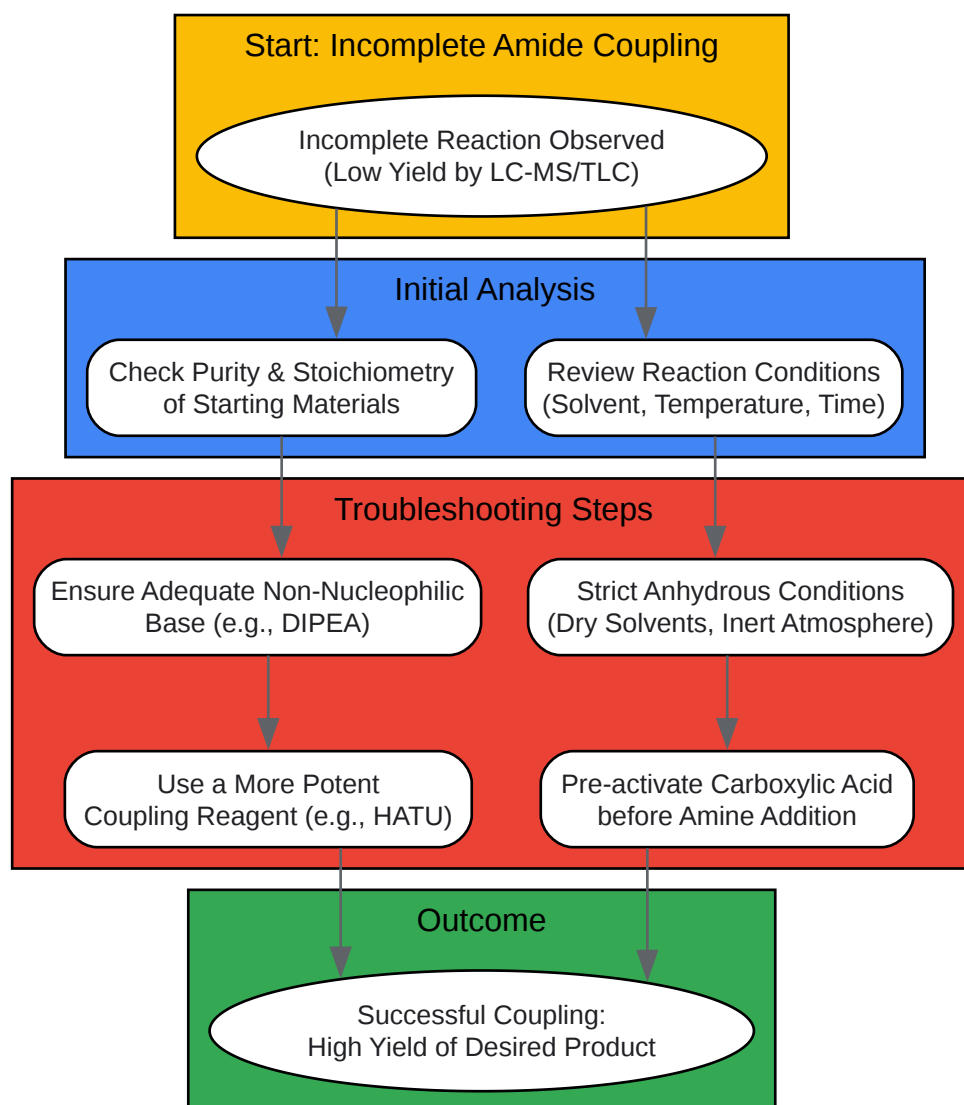 Start: Incomplete Amide Coupling
Incomplete Reaction Observed
(Low Yield by LC-MS/TLC)
Initial Analysis
Check Purity & Stoichiometry
of Starting Materials
Review Reaction Conditions
(Solvent, Temperature, Time)
Troubleshooting Steps
Ensure Adequate Non-Nucleophilic
Base (e.g., DIPEA)
Strict Anhydrous Conditions
(Dry Solvents, Inert Atmosphere)
Use a More Potent
Coupling Reagent (e.g., HATU)
Pre-activate Carboxylic Acid
before Amine Addition
Outcome
Successful Coupling:
High Yield of Desired Product